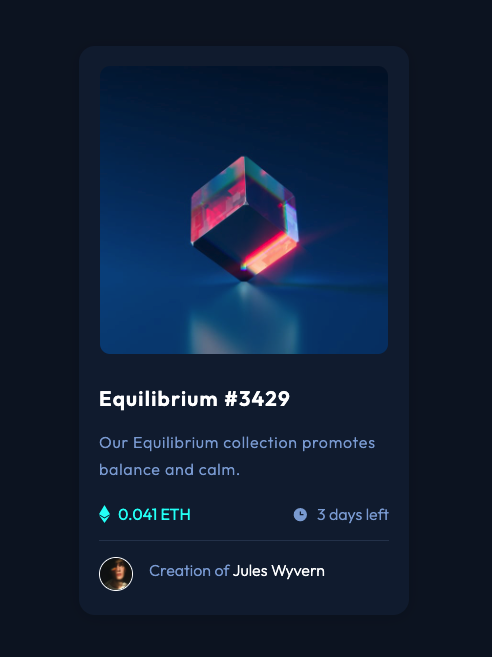 Equilibrium #3429
Our Equilibrium collection promotes
balance and calm.
0.041 ETH
3 days left
Creation of Jules Wyvern